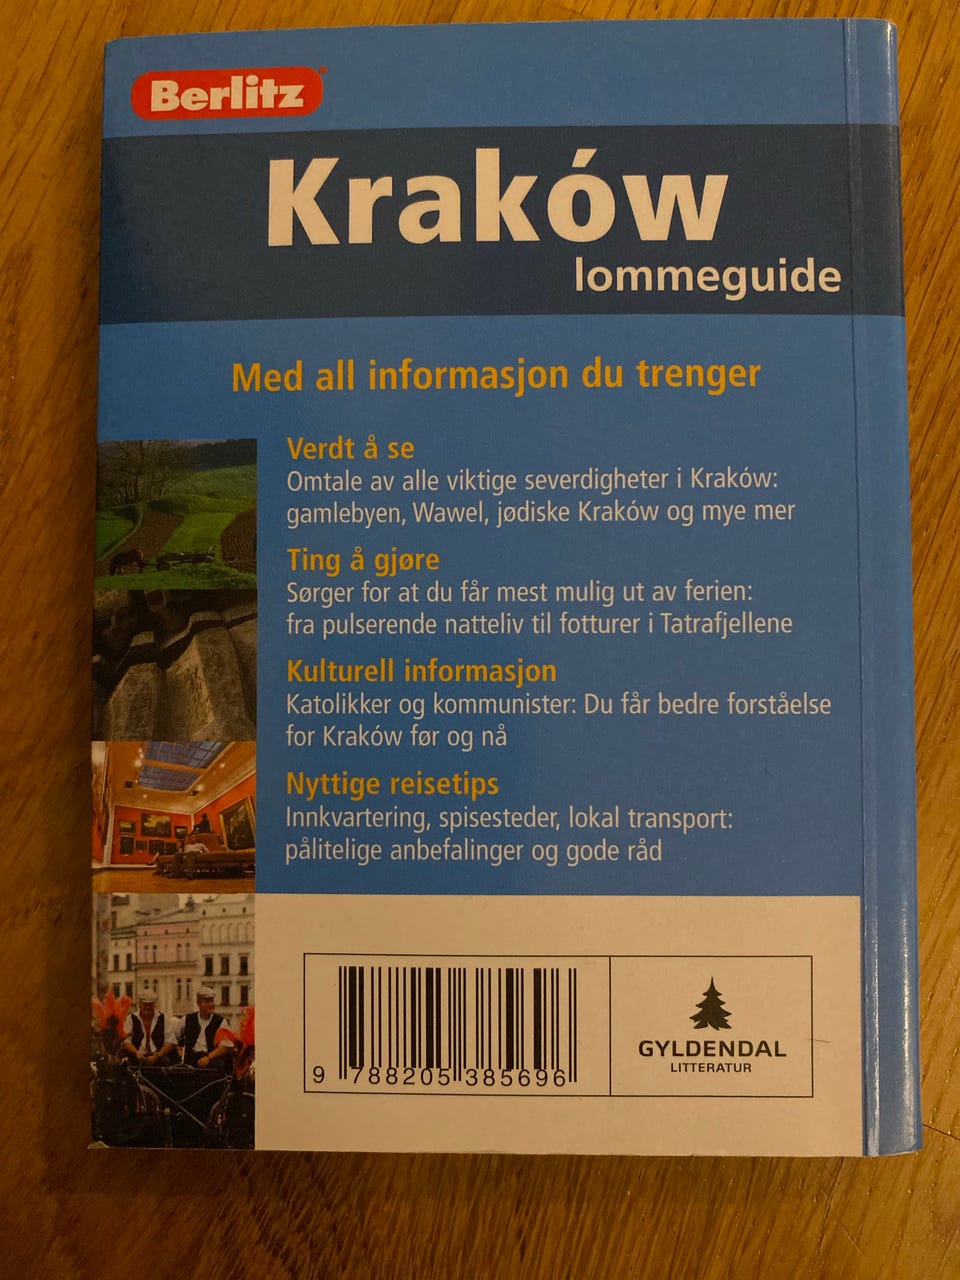 Berlitz
Kraków
lommeguide
Med all informasjon du trenger
Verdt å se
Omtale av alle viktige severdigheter i Kraków:
gamlebyen, Wawel, jødiske Kraków og mye mer
Ting å gjøre
Sørger for at du får mest mulig ut av ferien:
fra pulserende natteliv til fotturer i Tatrafjellene
Kulturell informasjon
Katolikker og kommunister: Du får bedre forståelse
for Kraków før og nå
Nyttige reisetips
Innkvartering, spisesteder, lokal transport:
pålitelige anbefalinger og gode råd
9 788205 385696
GYLDENDAL
LITTERATUR